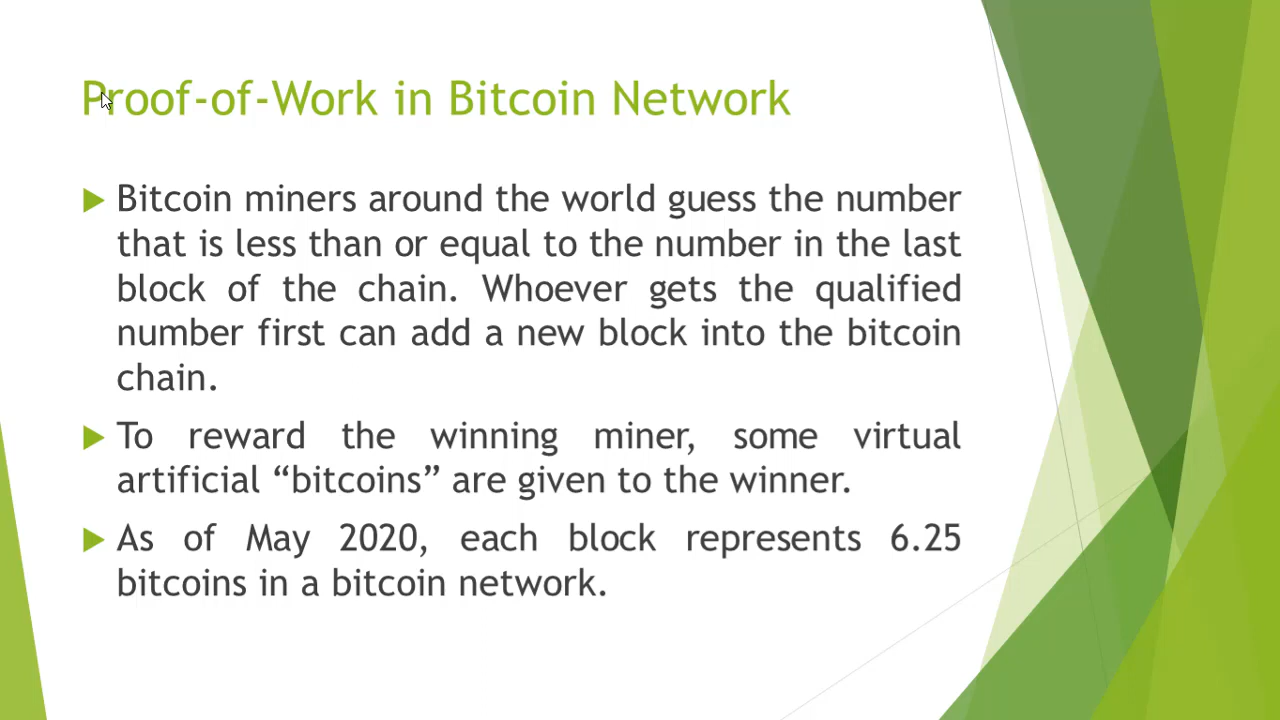 Proof-of-Work in Bitcoin Network
Bitcoin miners around the world guess the number
that is less than or equal to the number in the last
block of the chain. Whoever gets the qualified
number first can add a new block into the bitcoin
chain.
To reward the winning miner, some virtual
artificial “bitcoins” are given to the winner.
As of May 2020, each block represents 6.25
bitcoins in a bitcoin network.